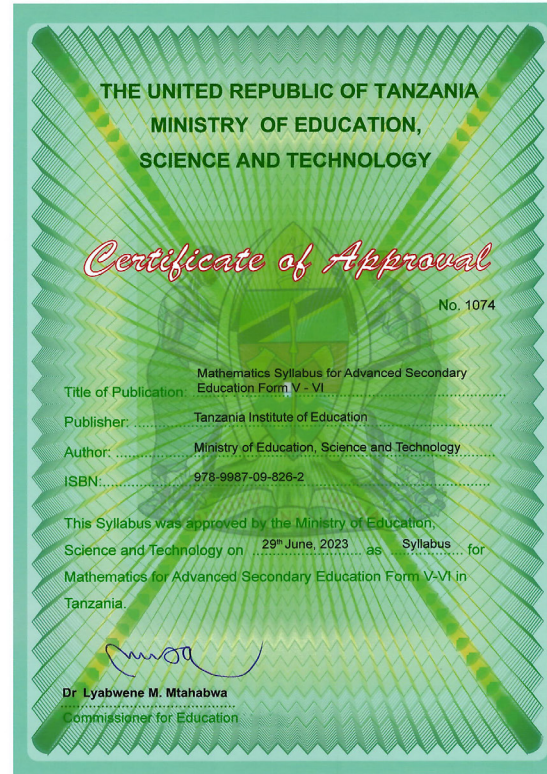 THE UNITED REPUBLIC OF TANZANIA
MINISTRY OF EDUCATION,
SCIENCE AND TECHNOLOGY
Certificate of Approval
No. 1074
Title of Publication: Mathematics Syllabus for Advanced Secondary
Education Form V - VI
Publisher: Tanzania Institute of Education
Author: Ministry of Education, Science and Technology
ISBN: 978-9987-09-826-2
This Syllabus was approved by the Ministry of Education,
Science and Technology on 29th June, 2023 as Syllabus for
Mathematics for Advanced Secondary Education Form V-VI in
Tanzania.
Dr Lyabwene M. Mtahabwa
Commissioner for Education